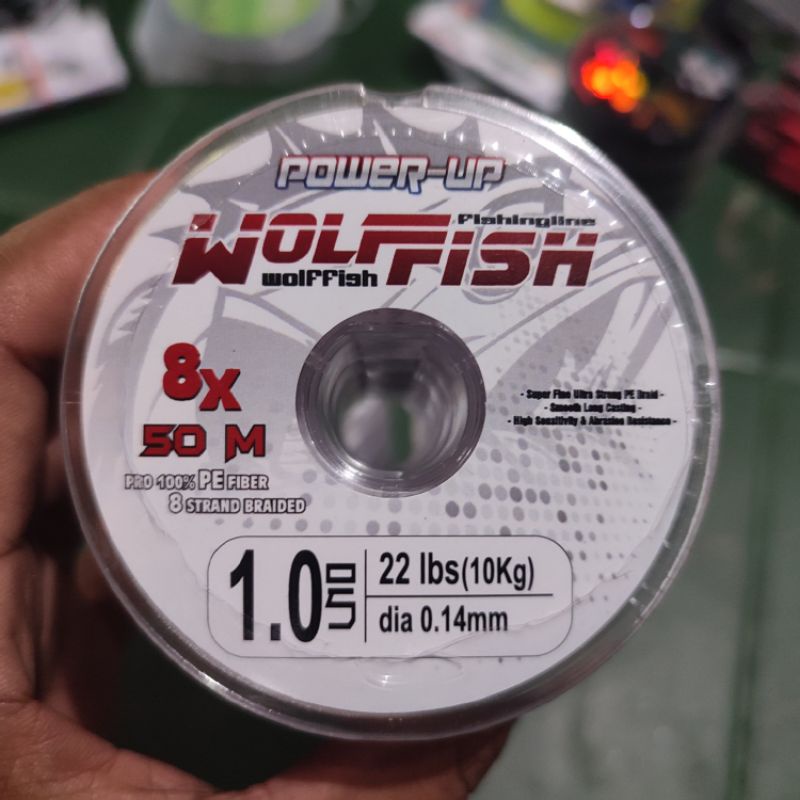 POWER-UP
Fishingline
WOLFFISH
wolffish
8X
50 M
PRO 100% PE FIBER
8 STRAND BRAIDED
- Super Fine Ultra Strong PE Braid -
- Smooth Long Casting -
- High Sensitivity & Abrasion Resistance -
1.0
22 lbs(10Kg)
dia 0.14mm